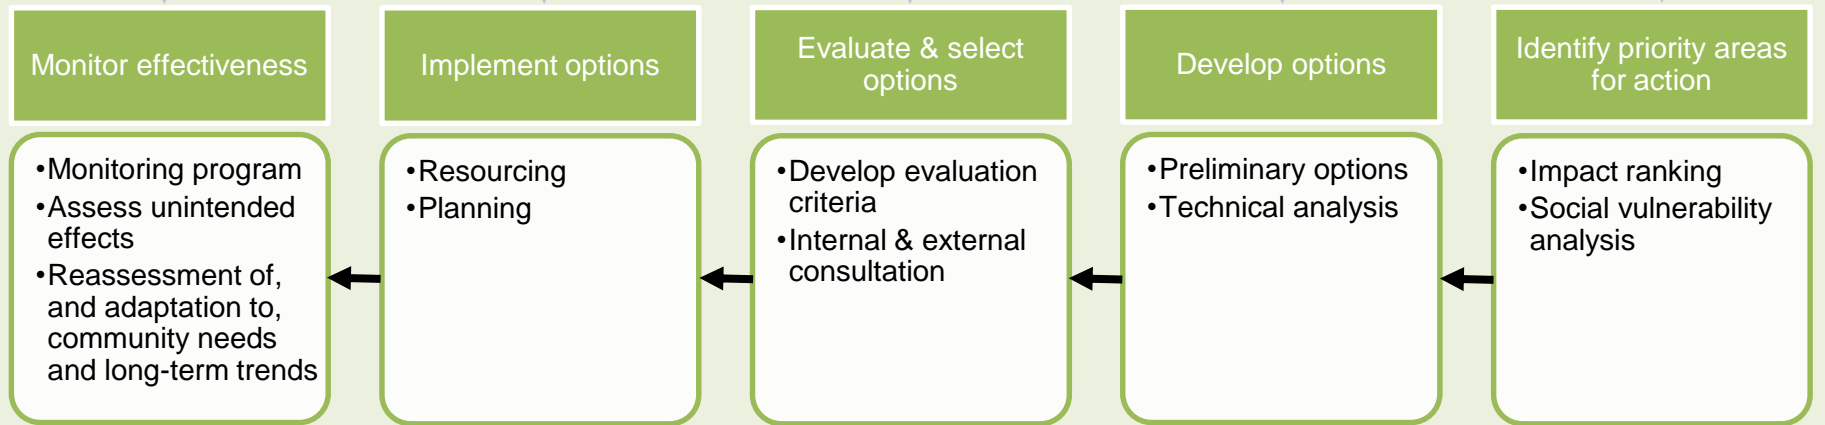 Monitor effectiveness
•Monitoring program
•Assess unintended
effects
•Reassessment of,
and adaptation to,
community needs
and long-term trends
Implement options
•Resourcing
•Planning
Evaluate & select
options
•Develop evaluation
criteria
•Internal & external
consultation
Develop options
•Preliminary options
•Technical analysis
Identify priority areas
for action
•Impact ranking
•Social vulnerability
analysis